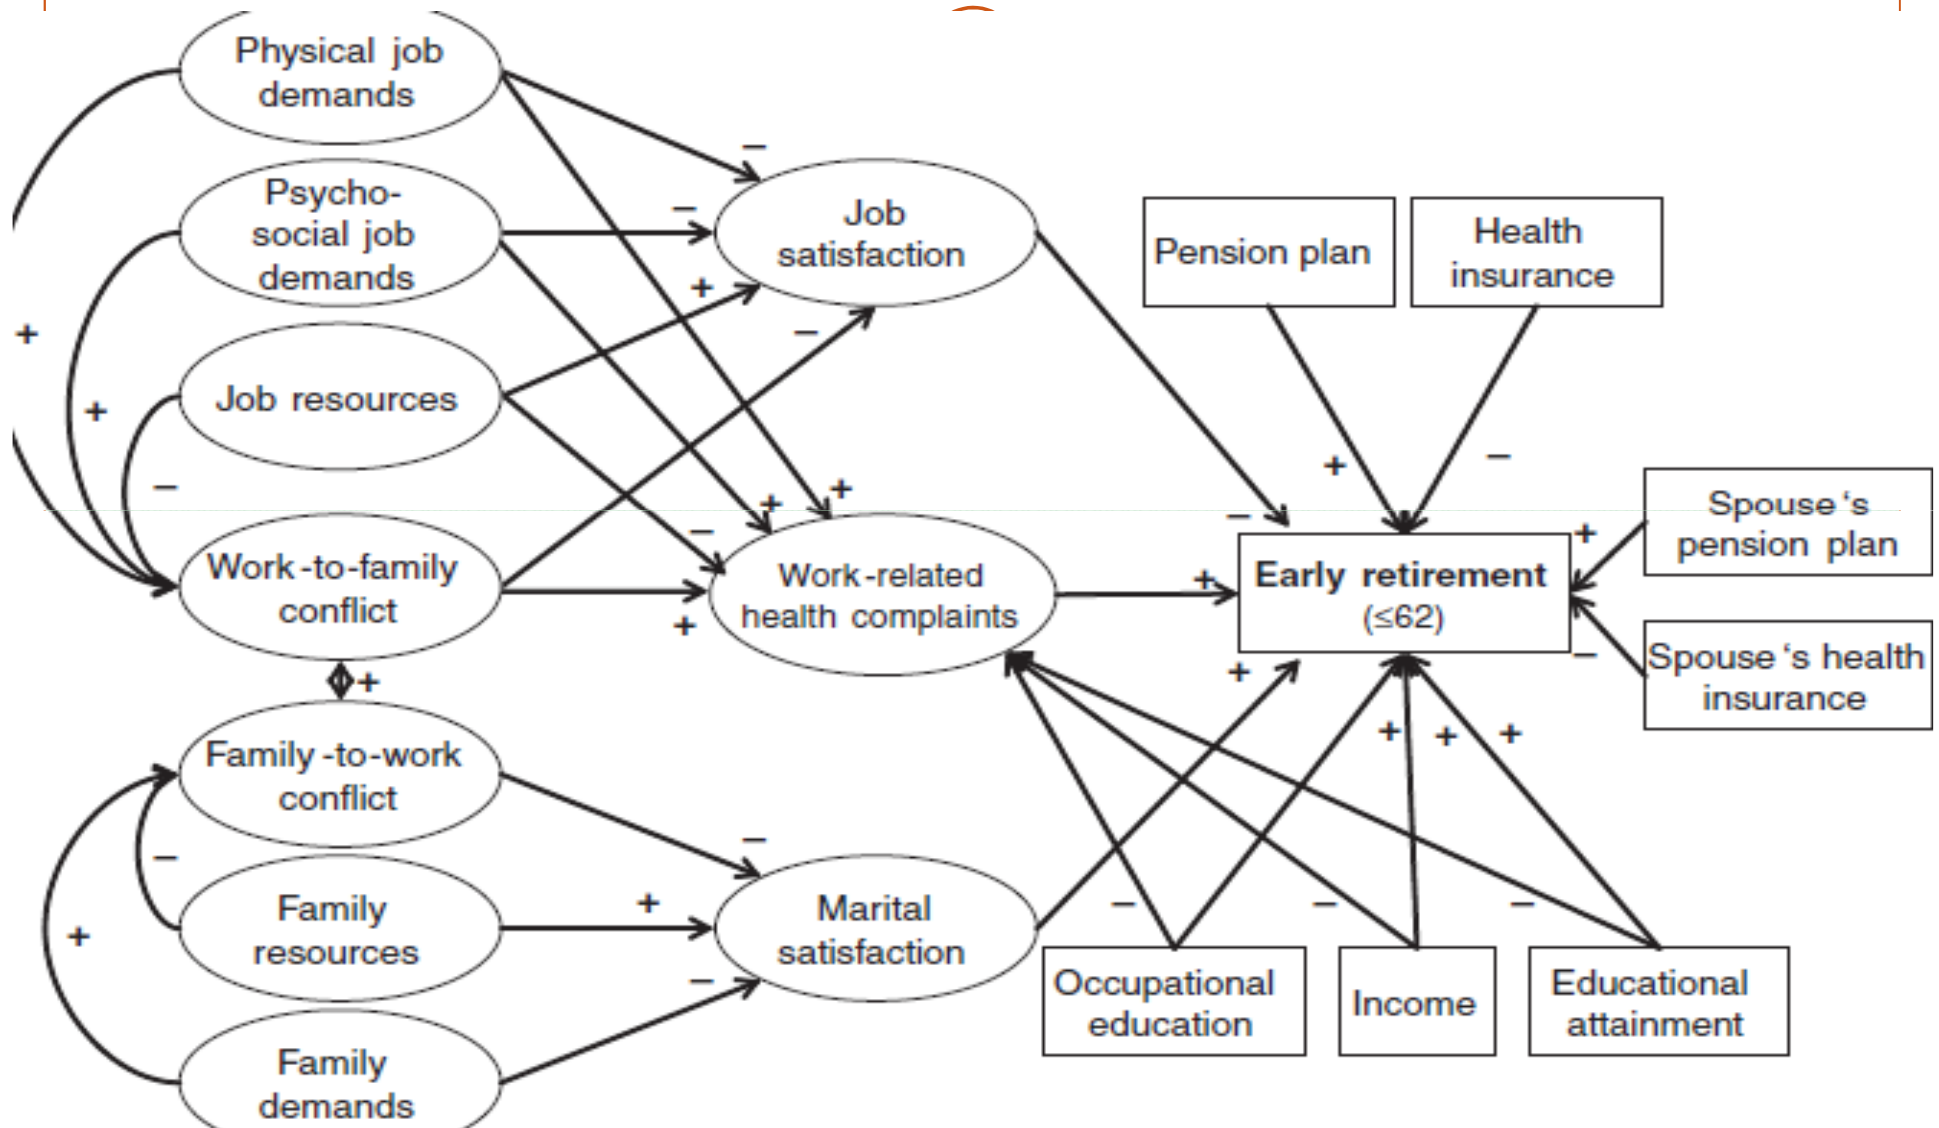 Physical job
demands
Psycho-
social job
demands
Job resources
Work-to-family
conflict
Family-to-work
conflict
Family
resources
Family
demands
+
+
–
+
–
+
–
–
+
–
+
+
–
+
–
+
–
Job
satisfaction
Work-related
health complaints
Marital
satisfaction
–
+
+
Pension plan
Health
insurance
+
–
Early retirement
(≤62)
Spouse‘s
pension plan
+
Spouse‘s health
insurance
–
+
+
+
–
–
–
Occupational
education
Income
Educational
attainment